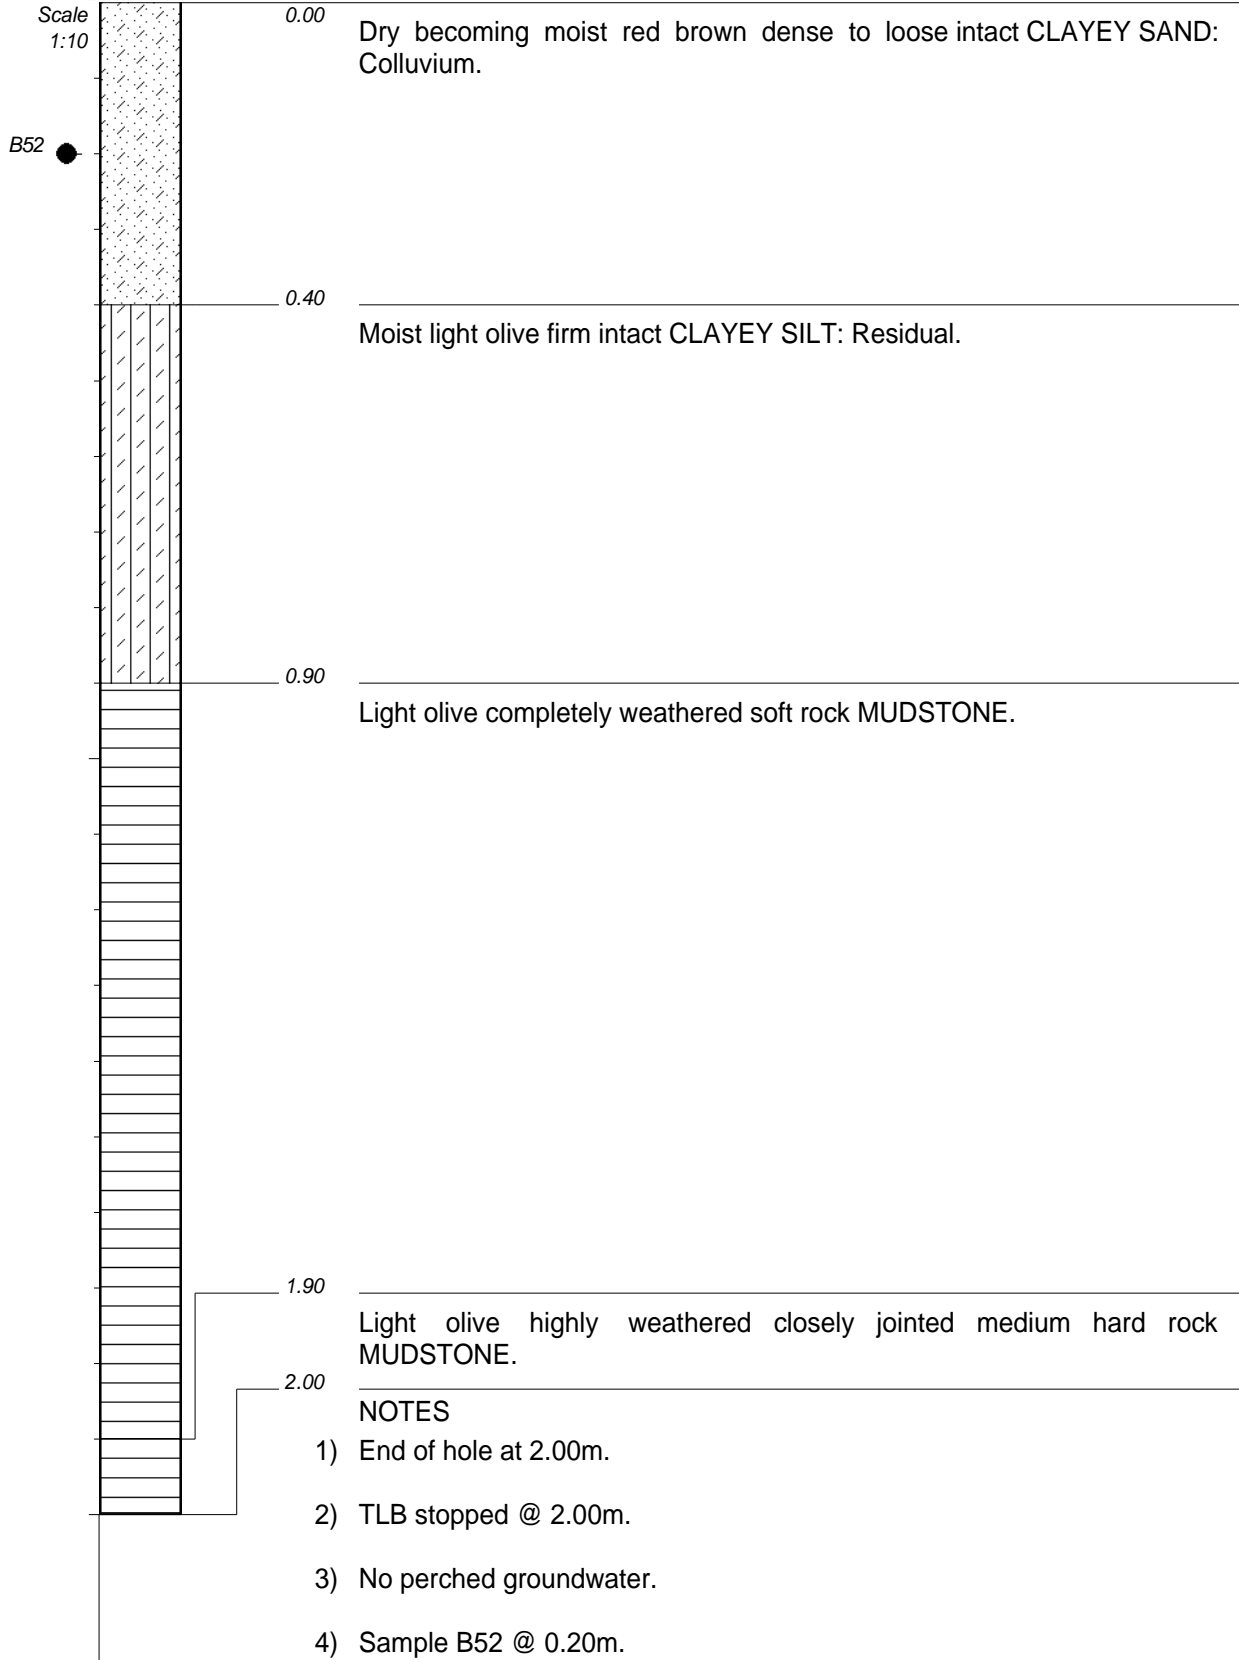 Scale
1:10
0.00
Dry becoming moist red brown dense to loose intact CLAYEY SAND:
Colluvium.
B52
0.40
Moist light olive firm intact CLAYEY SILT: Residual.
0.90
Light olive completely weathered soft rock MUDSTONE.
1.90
Light olive highly weathered closely jointed medium hard rock
MUDSTONE.
2.00
NOTES
1) End of hole at 2.00m.
2) TLB stopped @ 2.00m.
3) No perched groundwater.
4) Sample B52 @ 0.20m.